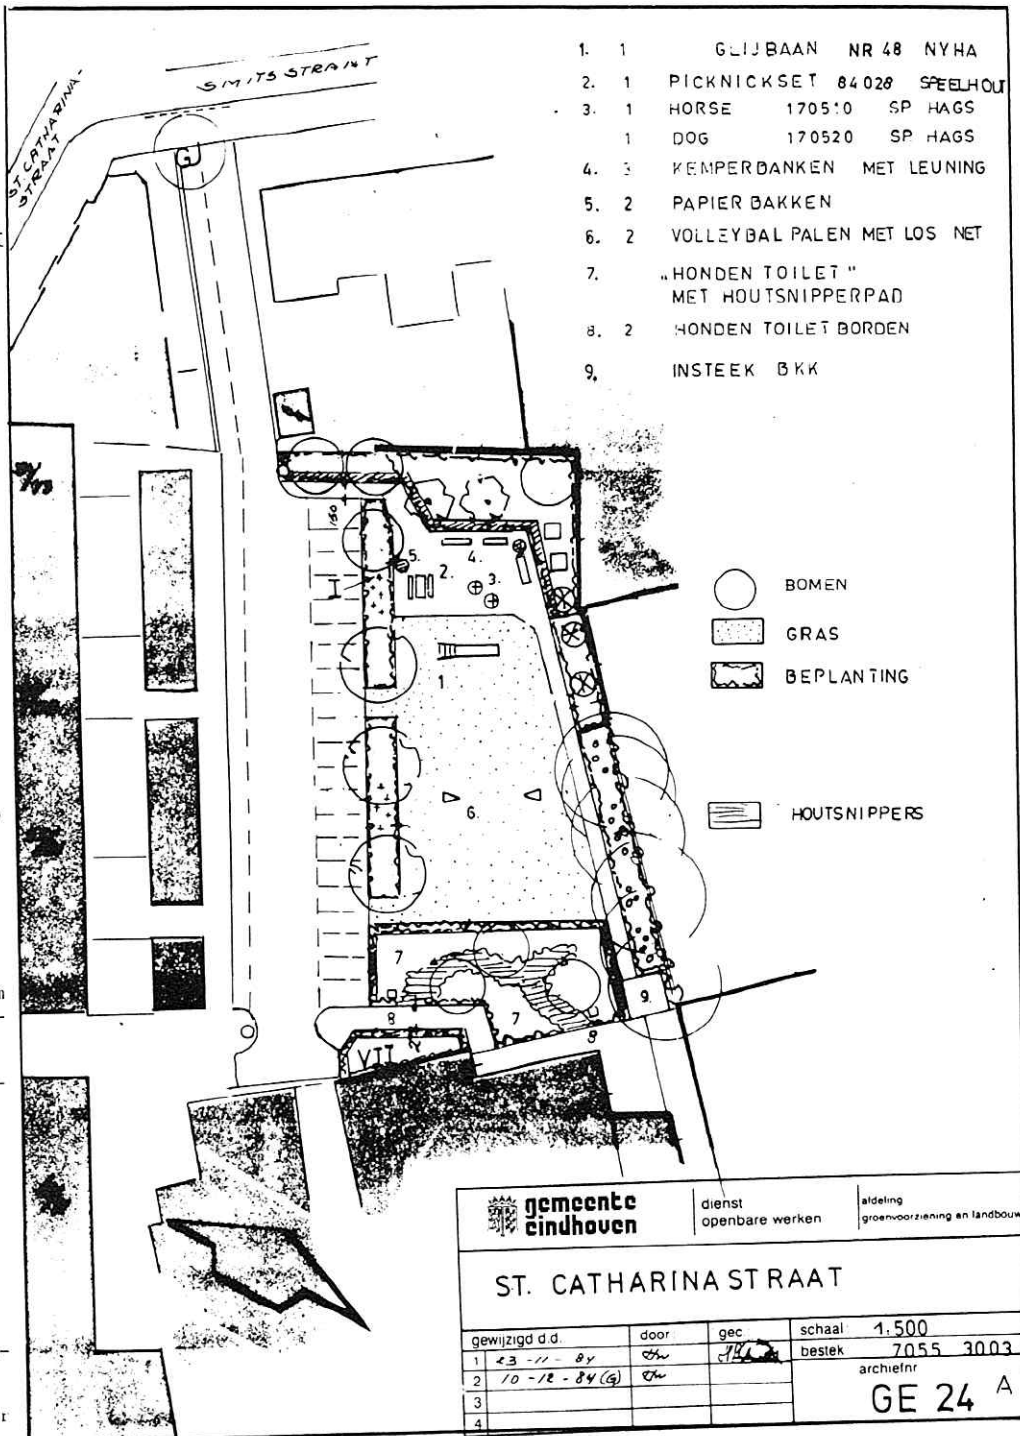 SMITS STRAAT
ST. CATHARINA-
STRAAT
G
1. 1 GLIJBAAN NR 48 NYHA
2. 1 PICKNICKSET 84028 SPEELHOUT
3. 1 HORSE 170510 SP HAGS
1 DOG 170520 SP HAGS
4. 3 KEMPERBANKEN MET LEUNING
5. 2 PAPIER BAKKEN
6. 2 VOLLEYBAL PALEN MET LOS NET
7. „HONDEN TOILET"
MET HOUTSNIPPERPAD
8. 2 HONDEN TOILET BORDEN
9. INSTEEK BKK
180
5.
4.
2.
3.
I
1
6.
7
7
8
8
9.
VII
BOMEN
GRAS
BEPLANTING
HOUTSNIPPERS
gemeente
eindhoven
dienst
openbare werken
afdeling
groenvoorziening en landbouw
ST. CATHARINASTRAAT
gewijzigd d.d. door gec
1 23 - 11 - 84
2 10 - 12 - 84 (G)
3
4
schaal 1:500
bestek 7055 3003
archiefnr
GE 24 A